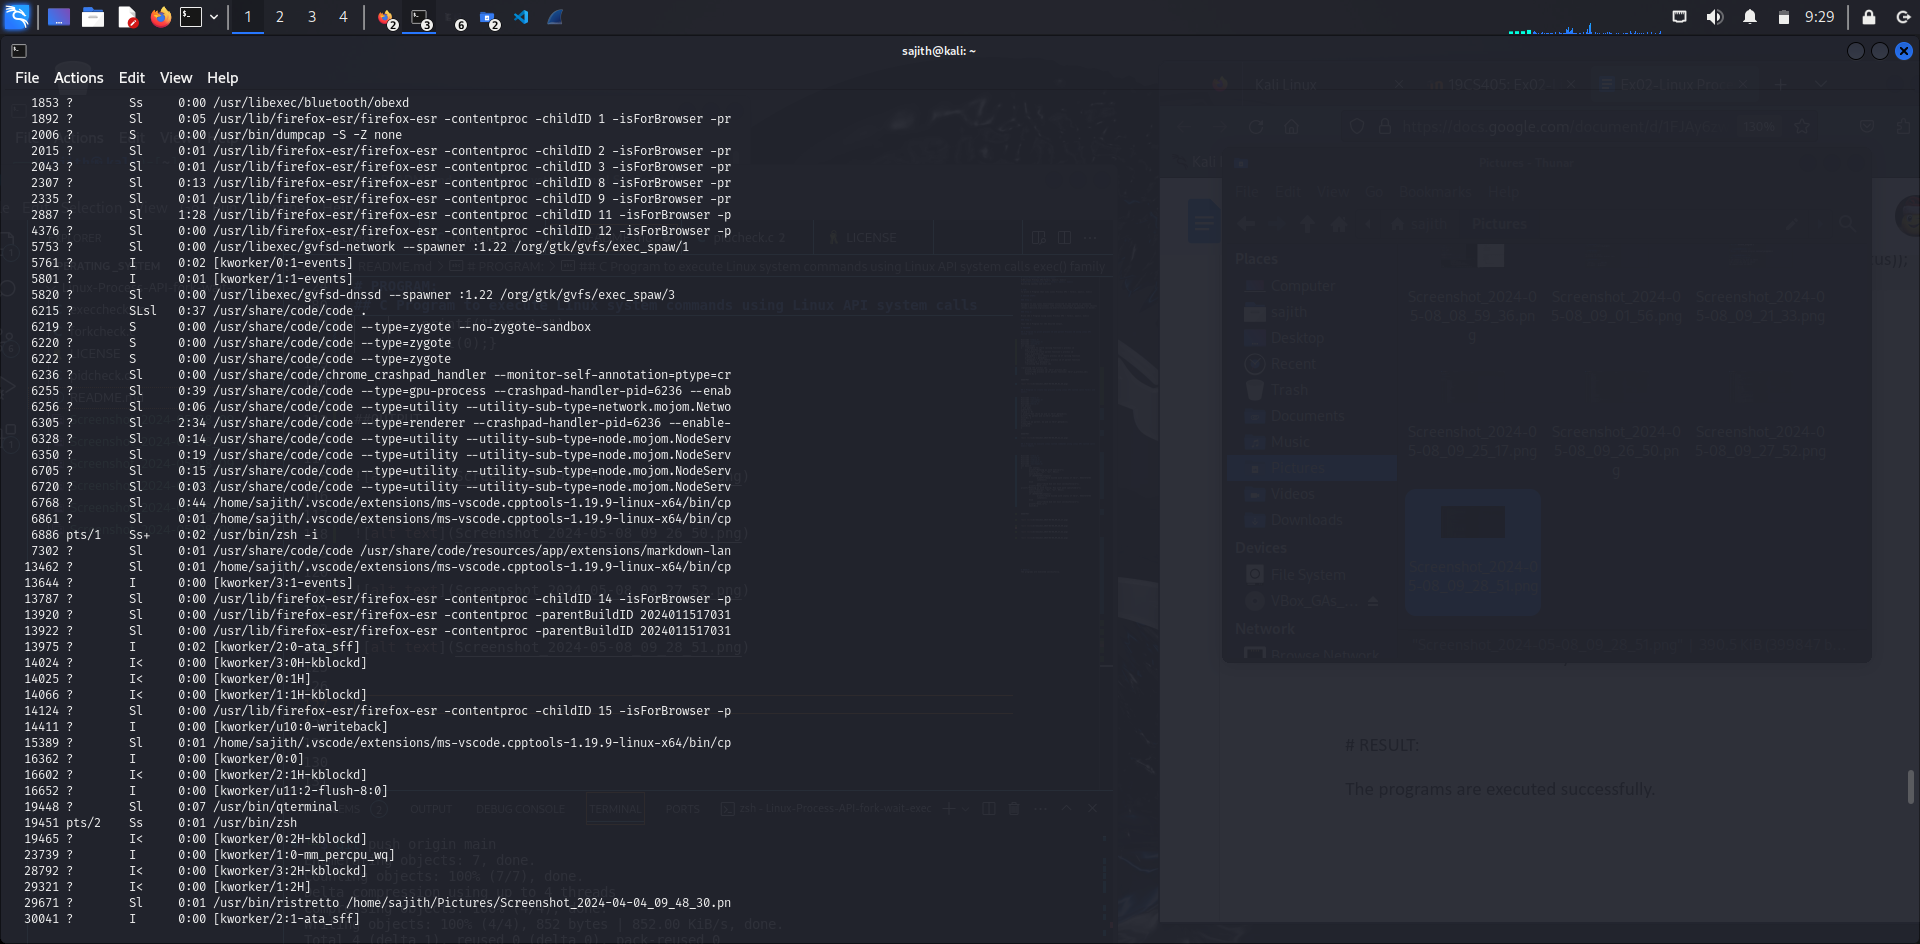 1 2 3 4 2 3 6 2 9:29
sajith@kali: ~
File Actions Edit View Help
1853 ? Ss 0:00 /usr/libexec/bluetooth/obexd
1892 ? Sl 0:05 /usr/lib/firefox-esr/firefox-esr -contentproc -childID 1 -isForBrowser -pr
2006 ? S 0:00 /usr/bin/dumpcap -S -Z none
2015 ? Sl 0:01 /usr/lib/firefox-esr/firefox-esr -contentproc -childID 2 -isForBrowser -pr
2043 ? Sl 0:01 /usr/lib/firefox-esr/firefox-esr -contentproc -childID 3 -isForBrowser -pr
2307 ? Sl 0:13 /usr/lib/firefox-esr/firefox-esr -contentproc -childID 8 -isForBrowser -pr
2335 ? Sl 0:01 /usr/lib/firefox-esr/firefox-esr -contentproc -childID 9 -isForBrowser -pr
2887 ? Sl 1:28 /usr/lib/firefox-esr/firefox-esr -contentproc -childID 11 -isForBrowser -p
4376 ? Sl 0:00 /usr/lib/firefox-esr/firefox-esr -contentproc -childID 12 -isForBrowser -p
5753 ? Sl 0:00 /usr/libexec/gvfsd-network --spawner :1.22 /org/gtk/gvfs/exec_spaw/1
5761 ? I 0:02 [kworker/0:1-events]
5801 ? I 0:01 [kworker/1:1-events]
5820 ? Sl 0:00 /usr/libexec/gvfsd-dnssd --spawner :1.22 /org/gtk/gvfs/exec_spaw/3
6215 ? SLsl 0:37 /usr/share/code/code .
6219 ? S 0:00 /usr/share/code/code --type=zygote --no-zygote-sandbox
6220 ? S 0:00 /usr/share/code/code --type=zygote
6222 ? S 0:00 /usr/share/code/code --type=zygote
6236 ? Sl 0:00 /usr/share/code/chrome_crashpad_handler --monitor-self-annotation=ptype=cr
6255 ? Sl 0:39 /usr/share/code/code --type=gpu-process --crashpad-handler-pid=6236 --enab
6256 ? Sl 0:06 /usr/share/code/code --type=utility --utility-sub-type=network.mojom.Netwo
6305 ? Sl 2:34 /usr/share/code/code --type=renderer --crashpad-handler-pid=6236 --enable-
6328 ? Sl 0:14 /usr/share/code/code --type=utility --utility-sub-type=node.mojom.NodeServ
6350 ? Sl 0:19 /usr/share/code/code --type=utility --utility-sub-type=node.mojom.NodeServ
6705 ? Sl 0:15 /usr/share/code/code --type=utility --utility-sub-type=node.mojom.NodeServ
6720 ? Sl 0:03 /usr/share/code/code --type=utility --utility-sub-type=node.mojom.NodeServ
6768 ? Sl 0:44 /home/sajith/.vscode/extensions/ms-vscode.cpptools-1.19.9-linux-x64/bin/cp
6861 ? Sl 0:01 /home/sajith/.vscode/extensions/ms-vscode.cpptools-1.19.9-linux-x64/bin/cp
6886 pts/1 Ss+ 0:02 /usr/bin/zsh -i
7302 ? Sl 0:01 /usr/share/code/code /usr/share/code/resources/app/extensions/markdown-lan
13462 ? Sl 0:01 /home/sajith/.vscode/extensions/ms-vscode.cpptools-1.19.9-linux-x64/bin/cp
13644 ? I 0:00 [kworker/3:1-events]
13787 ? Sl 0:00 /usr/lib/firefox-esr/firefox-esr -contentproc -childID 14 -isForBrowser -p
13920 ? Sl 0:00 /usr/lib/firefox-esr/firefox-esr -contentproc -parentBuildID 2024011517031
13922 ? Sl 0:00 /usr/lib/firefox-esr/firefox-esr -contentproc -parentBuildID 2024011517031
13975 ? I 0:02 [kworker/2:0-ata_sff]
14024 ? I< 0:00 [kworker/3:0H-kblockd]
14025 ? I< 0:00 [kworker/0:1H]
14066 ? I< 0:00 [kworker/1:1H-kblockd]
14124 ? Sl 0:00 /usr/lib/firefox-esr/firefox-esr -contentproc -childID 15 -isForBrowser -p
14411 ? I 0:00 [kworker/u10:0-writeback]
15389 ? Sl 0:01 /home/sajith/.vscode/extensions/ms-vscode.cpptools-1.19.9-linux-x64/bin/cp
16362 ? I 0:00 [kworker/0:0]
16602 ? I< 0:00 [kworker/2:1H-kblockd]
16652 ? I 0:00 [kworker/u11:2-flush-8:0]
19448 ? Sl 0:07 /usr/bin/qterminal
19451 pts/2 Ss 0:01 /usr/bin/zsh
19465 ? I< 0:00 [kworker/0:2H-kblockd]
23739 ? I 0:00 [kworker/1:0-mm_percpu_wq]
28792 ? I< 0:00 [kworker/3:2H-kblockd]
29321 ? I< 0:00 [kworker/1:2H]
29671 ? Sl 0:01 /usr/bin/ristretto /home/sajith/Pictures/Screenshot_2024-04-04_09_48_30.pn
30041 ? I 0:00 [kworker/2:1-ata_sff]
Kali Linux
Places
Computer
sajith
Desktop
Recent
Trash
Documents
Music
Pictures
Videos
Downloads
Devices
File System
Network
Browse Network
# RESULT:
The programs are executed successfully.